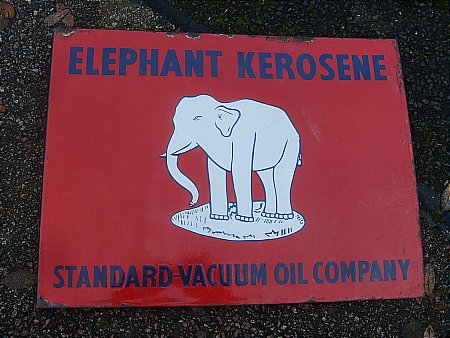 ELEPHANT KEROSENE
STANDARD-VACUUM OIL COMPANY